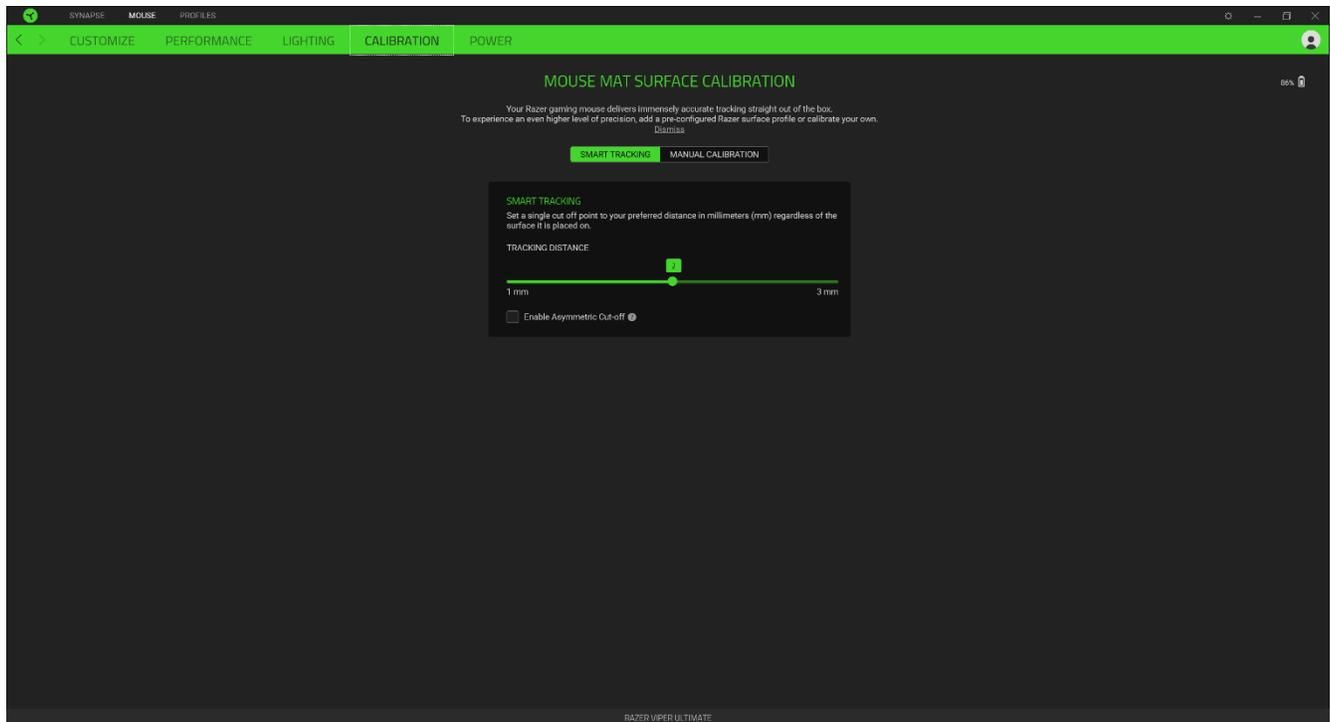 SYNAPSE MOUSE PROFILES
CUSTOMIZE PERFORMANCE LIGHTING CALIBRATION POWER
MOUSE MAT SURFACE CALIBRATION
86%
Your Razer gaming mouse delivers immensely accurate tracking straight out of the box.
To experience an even higher level of precision, add a pre-configured Razer surface profile or calibrate your own.
Dismiss
SMART TRACKING MANUAL CALIBRATION
SMART TRACKING
Set a single cut off point to your preferred distance in millimeters (mm) regardless of the
surface it is placed on.
TRACKING DISTANCE
2
1 mm 3 mm
Enable Asymmetric Cut-off ?
RAZER VIPER ULTIMATE